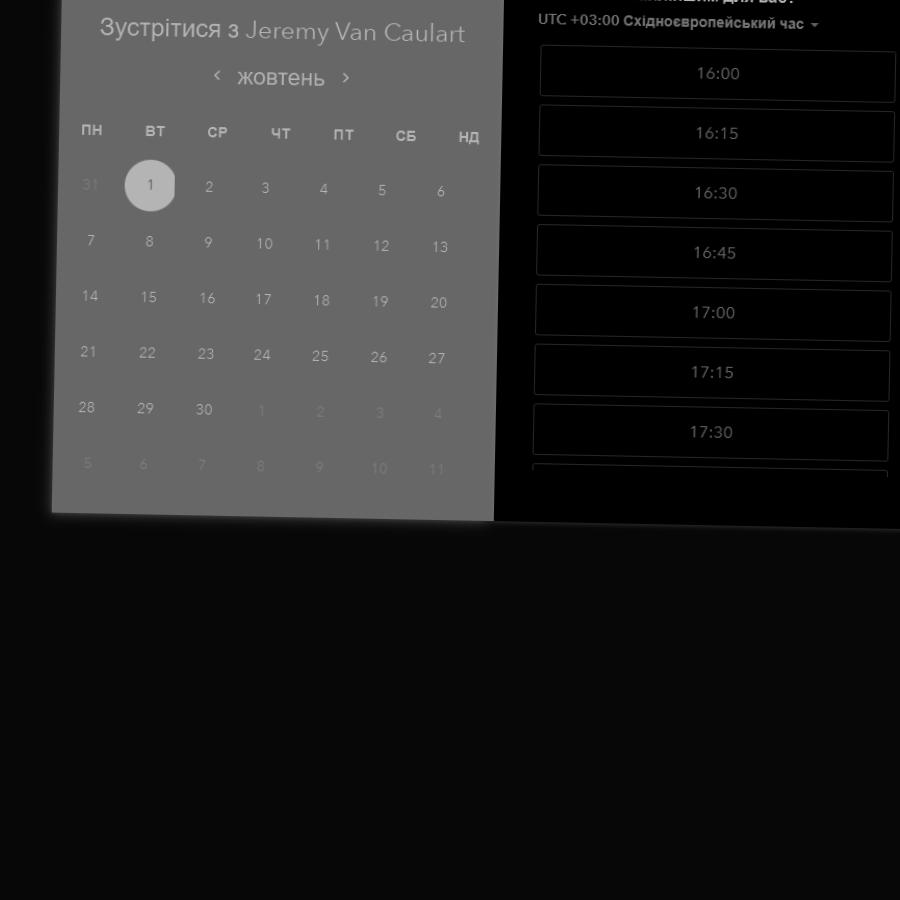 Зустрітися з Jeremy Van Caulart
жовтень
ПН ВТ СР ЧТ ПТ СБ НД
31 1 2 3 4 5 6
7 8 9 10 11 12 13
14 15 16 17 18 19 20
21 22 23 24 25 26 27
28 29 30 1 2 3 4
5 6 7 8 9 10 11
для вас?
UTC +03:00 Східноєвропейський час
16:00
16:15
16:30
16:45
17:00
17:15
17:30